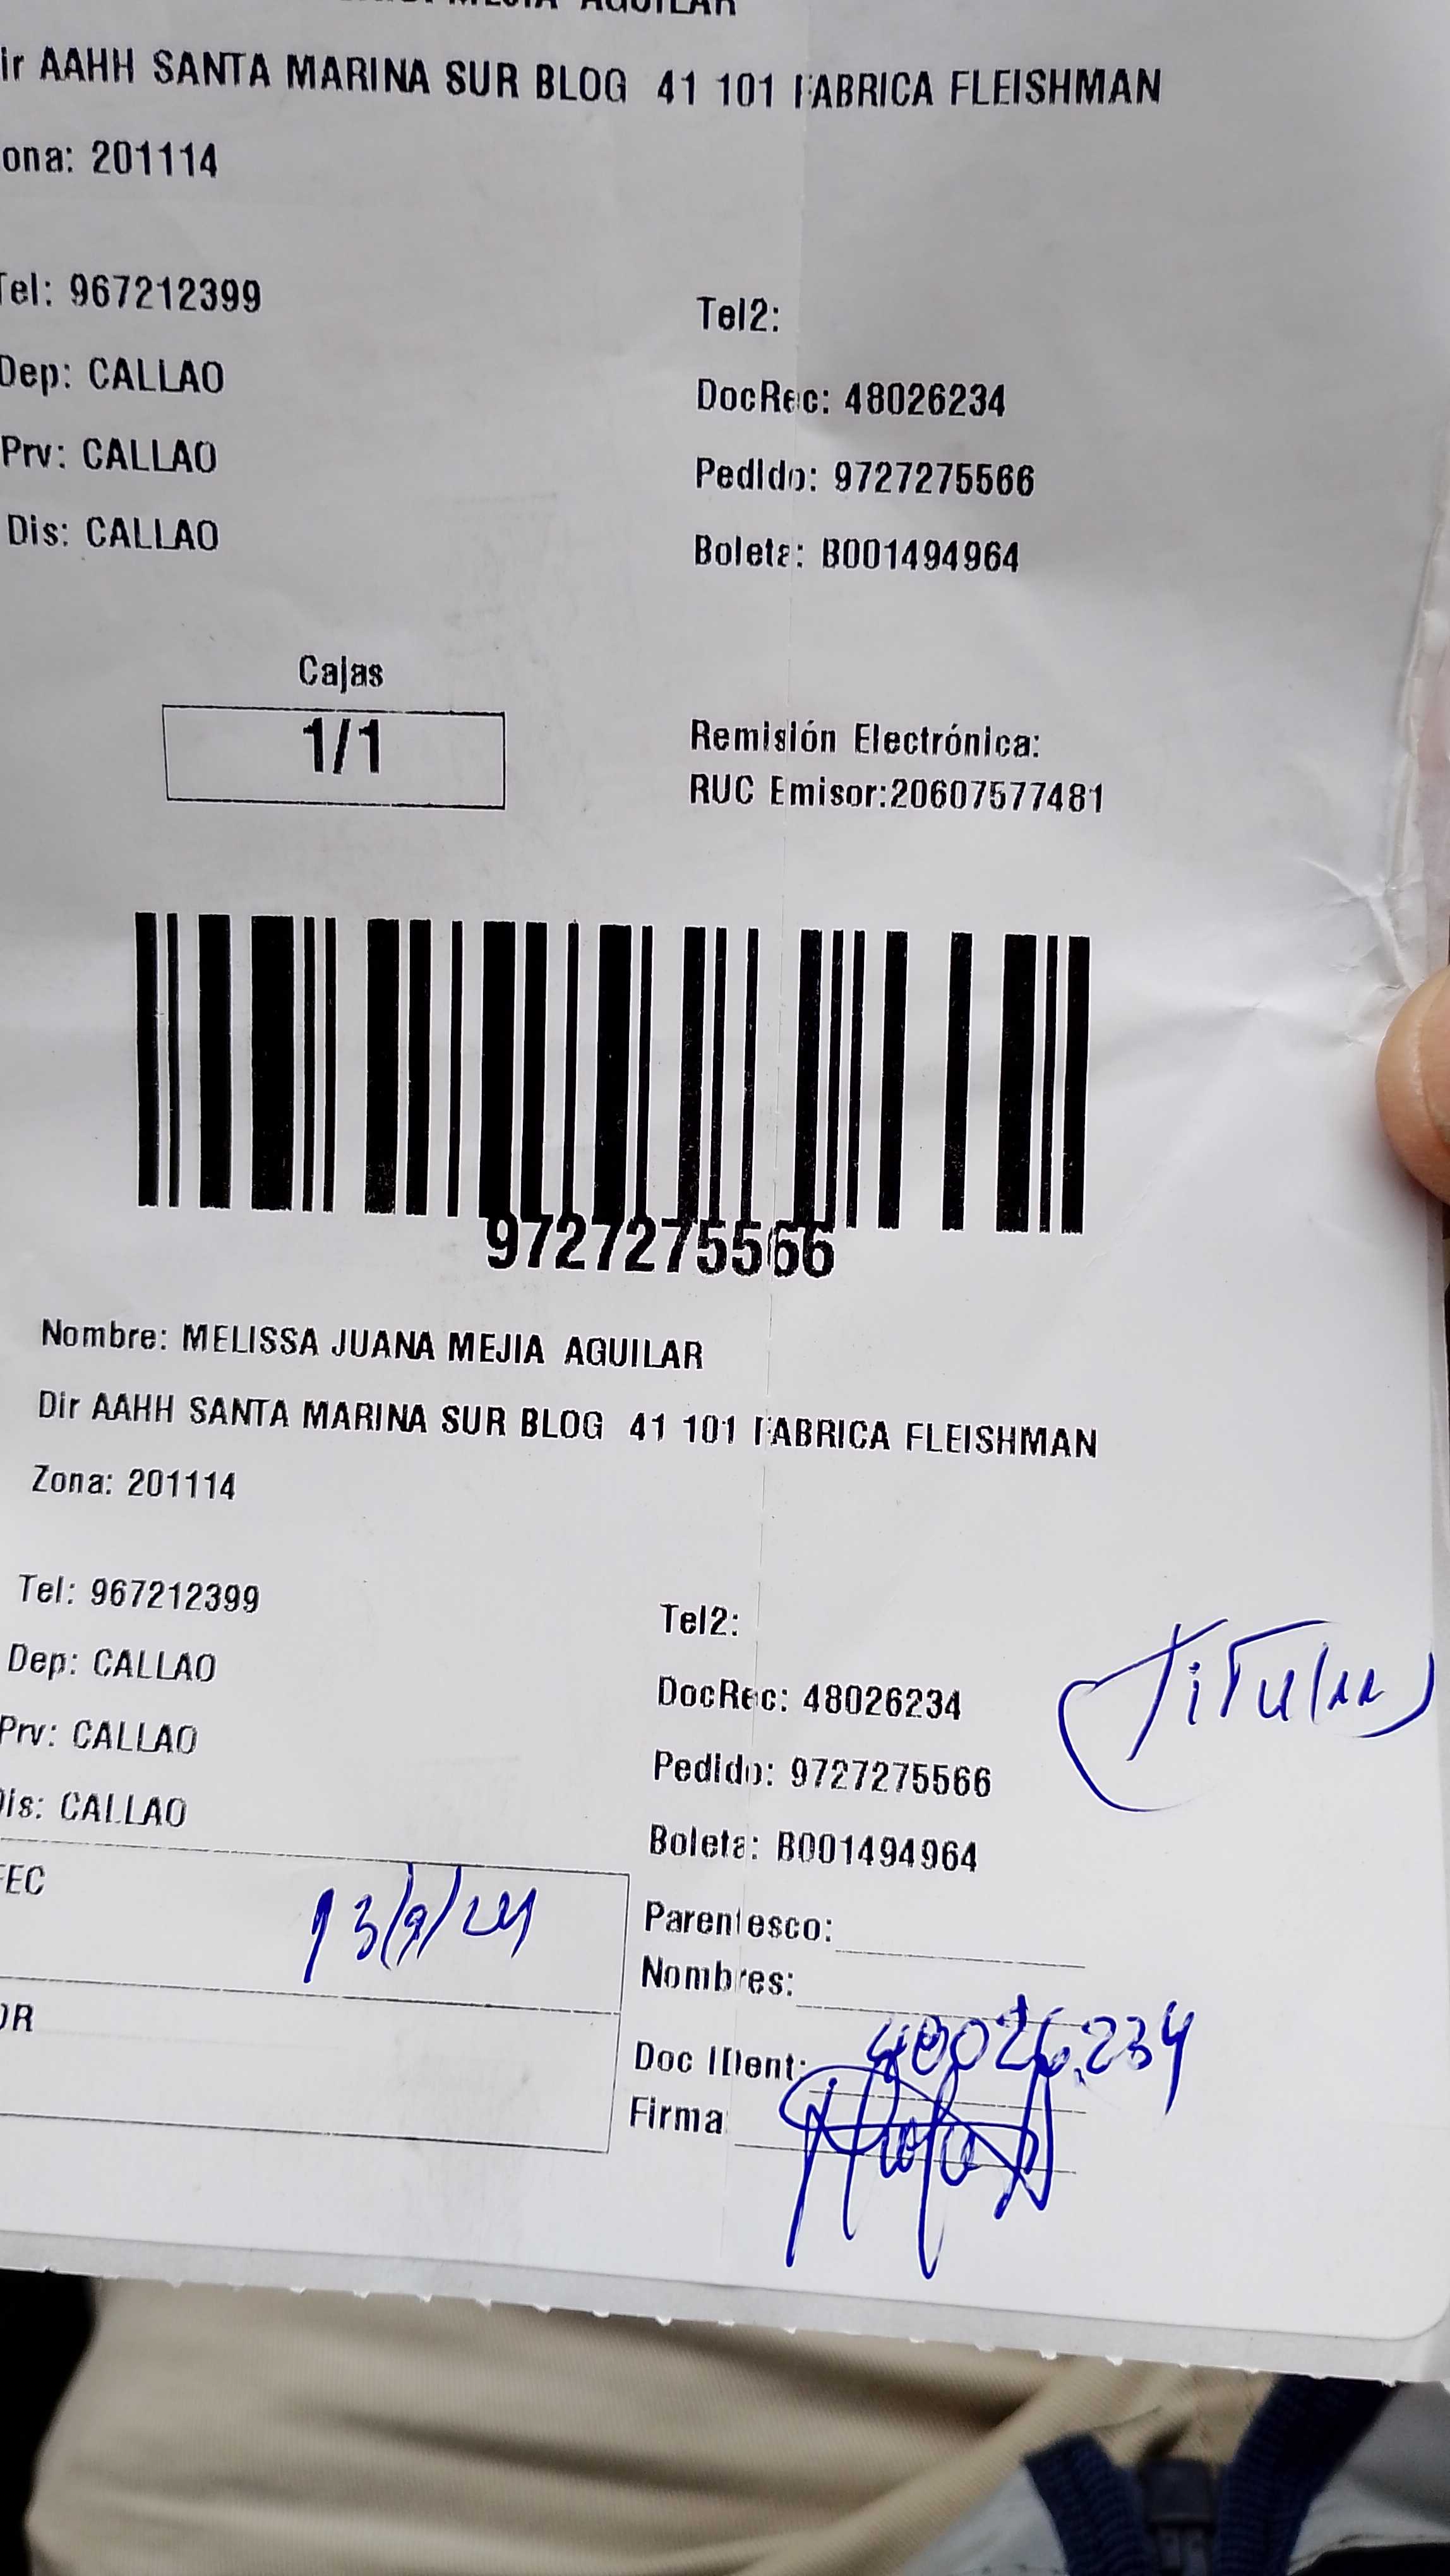 MEJIA AGUILAR
ir AAHH SANTA MARINA SUR BLOG 41 101 FABRICA FLEISHMAN
ona: 201114
Tel: 967212399
Tel2:
Dep: CALLAO
DocRec: 48026234
Prv: CALLAO
Pedido: 9727275566
Dis: CALLAO
Boleta: B001494964
Cajas
1/1
Remisión Electrónica:
RUC Emisor:20607577481
9727275566
Nombre: MELISSA JUANA MEJIA AGUILAR
Dir AAHH SANTA MARINA SUR BLOG 41 101 FABRICA FLEISHMAN
Zona: 201114
Tel: 967212399
Tel2:
Dep: CALLAO
DocRec: 48026234
Titular
Prv: CALLAO
Pedido: 9727275566
Dis: CALLAO
Boleta: B001494964
FEC
13/9/24
Parentesco:
Nombres:
OR
Doc IDent: 48026234
Firma